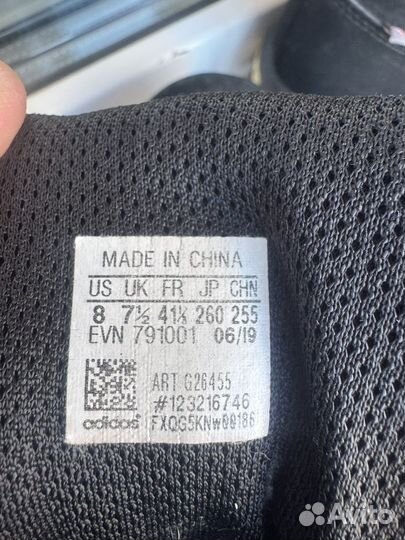 MADE IN CHINA
US UK FR JP CHN
8 7½ 41⅓ 260 255
EVN 791001 06/19
ART G26455
#123216746
adidas FXQG5KNW00186
Avito